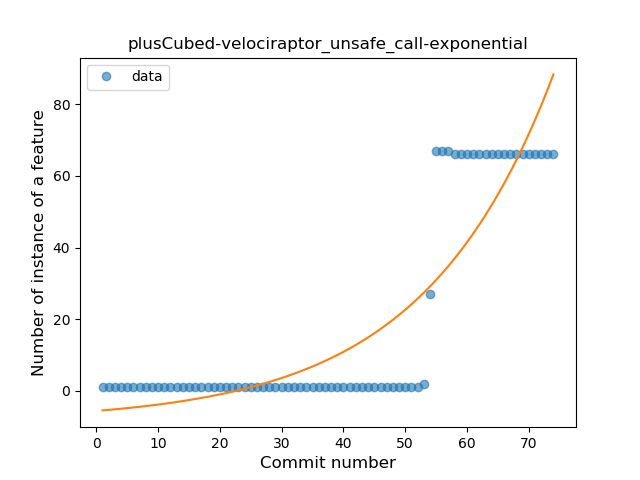 plusCubed-velociraptor_unsafe_call-exponential
data
Number of instance of a feature
80
60
40
20
0
0 10 20 30 40 50 60 70
Commit number